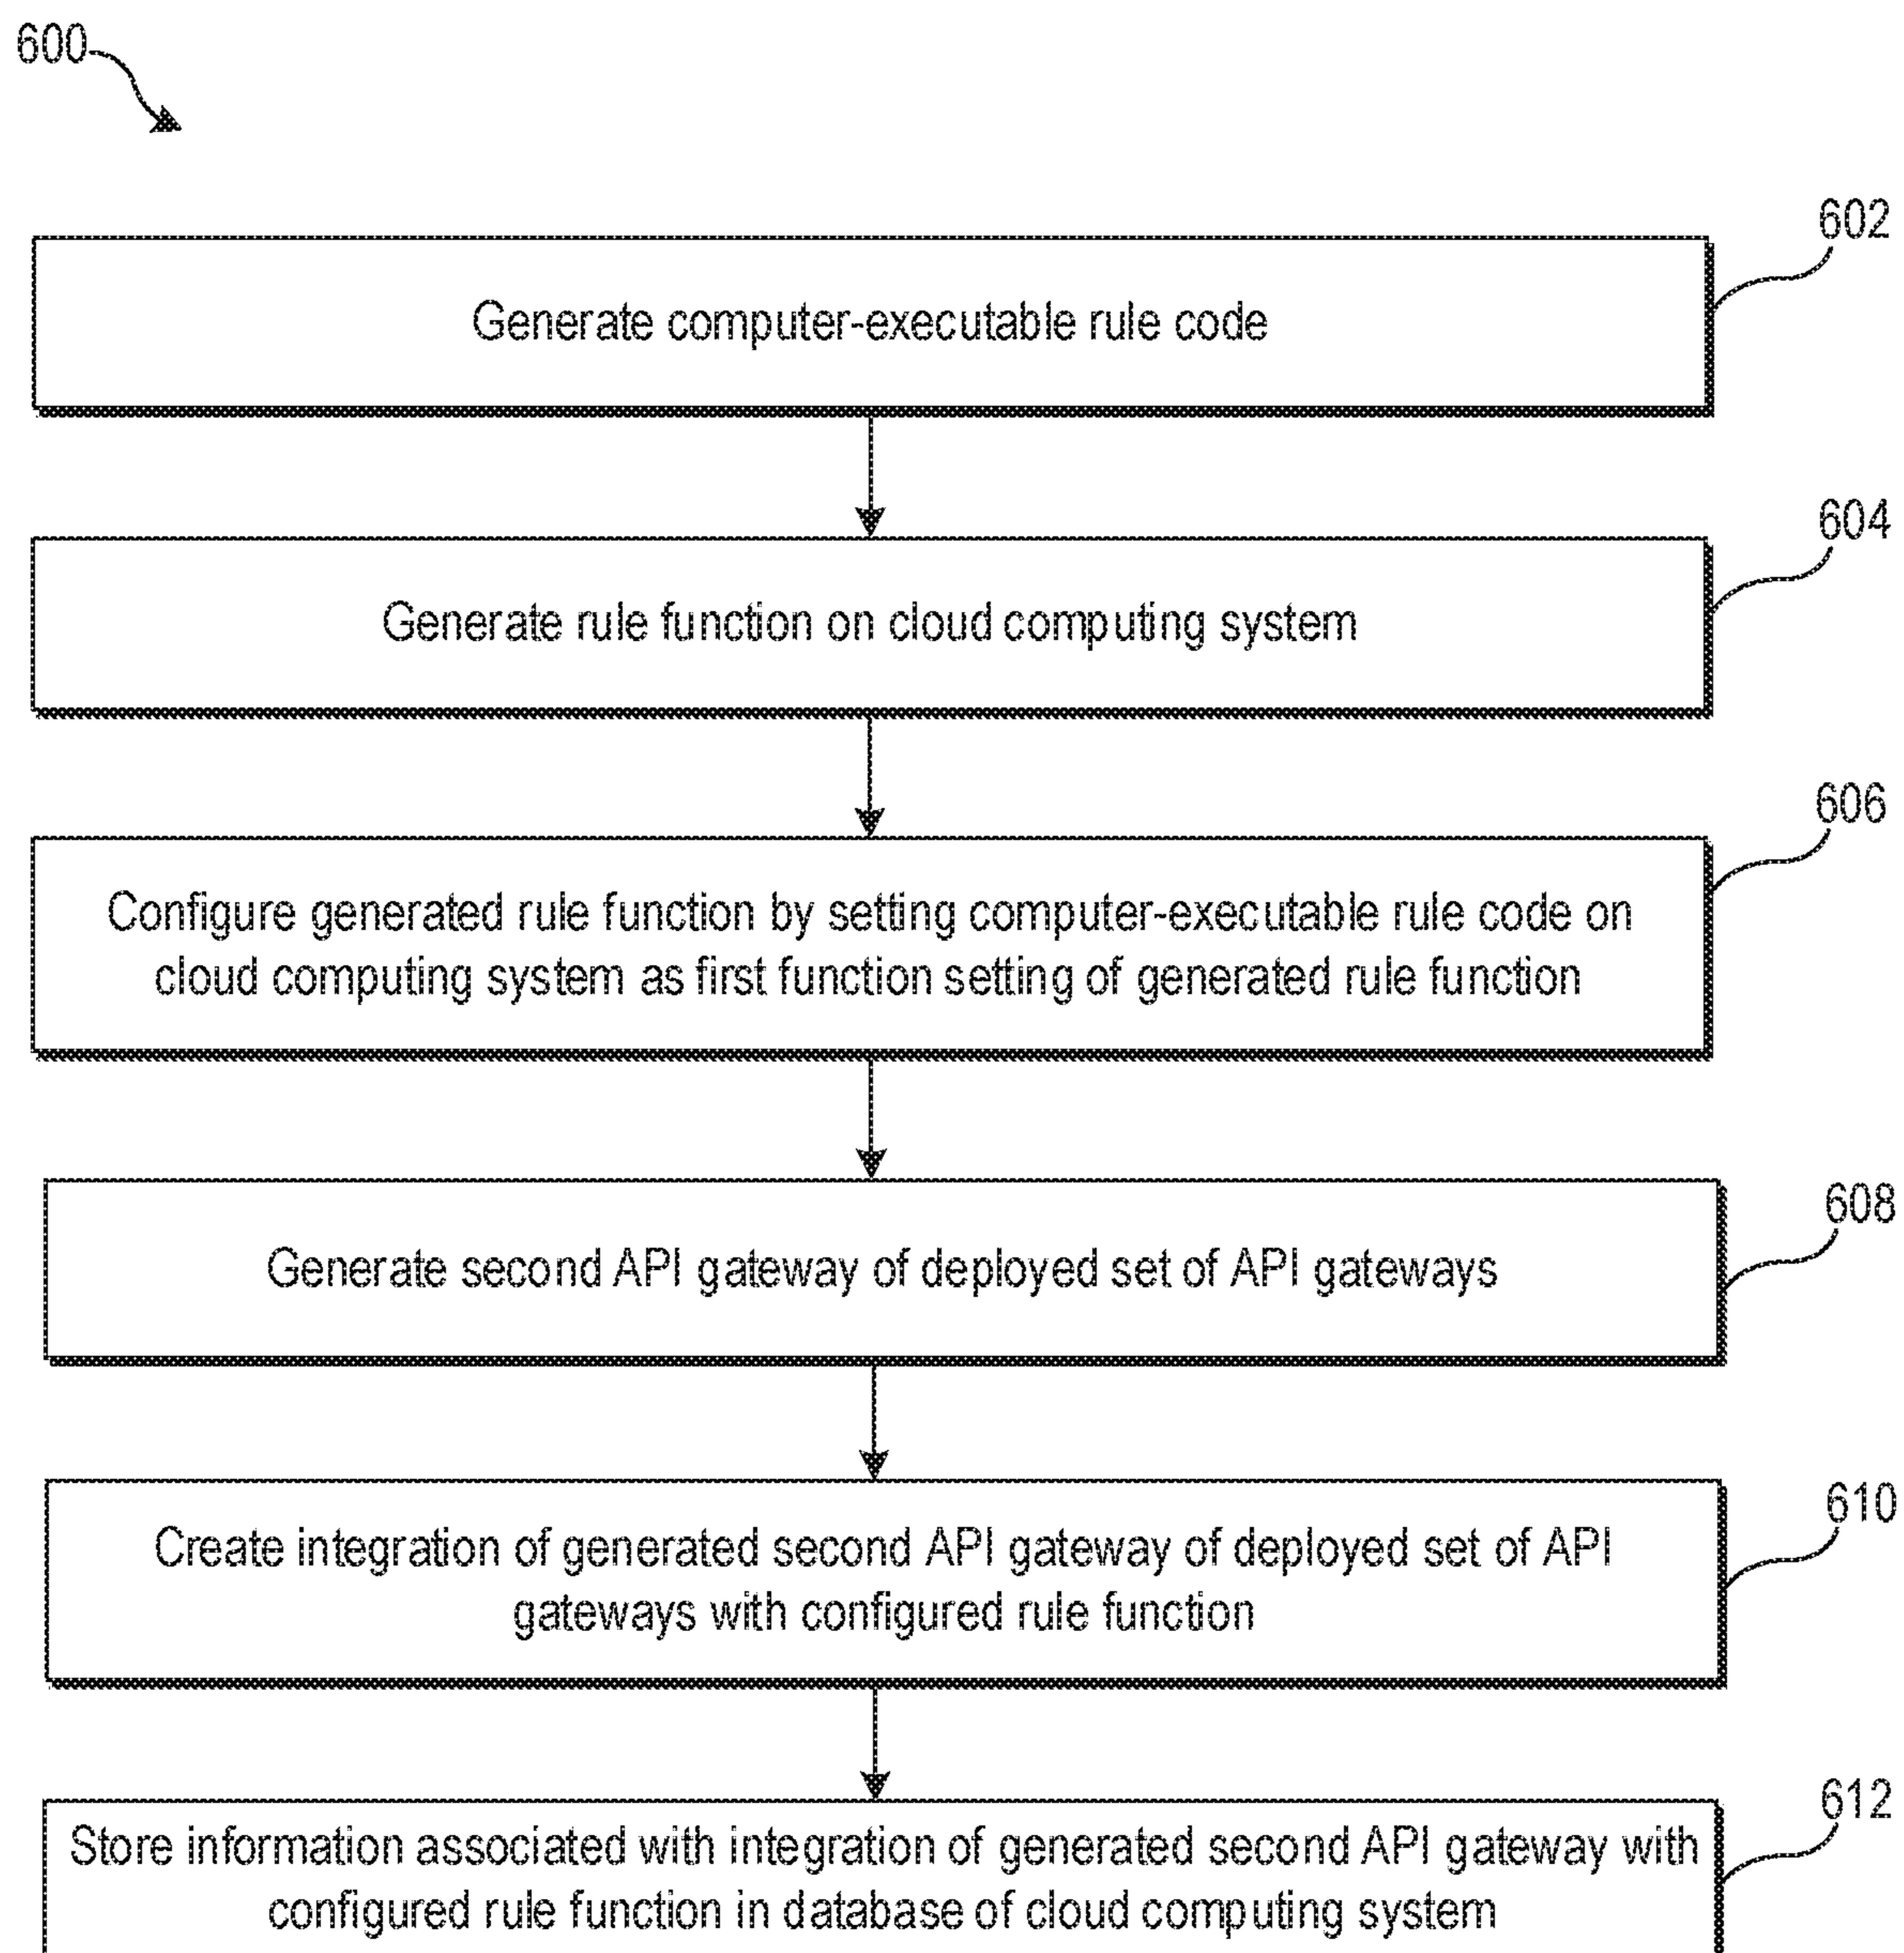 600
602
Generate computer-executable rule code
604
Generate rule function on cloud computing system
606
Configure generated rule function by setting computer-executable rule code on
cloud computing system as first function setting of generated rule function
608
Generate second API gateway of deployed set of API gateways
610
Create integration of generated second API gateway of deployed set of API
gateways with configured rule function
612
Store information associated with integration of generated second API gateway with
configured rule function in database of cloud computing system